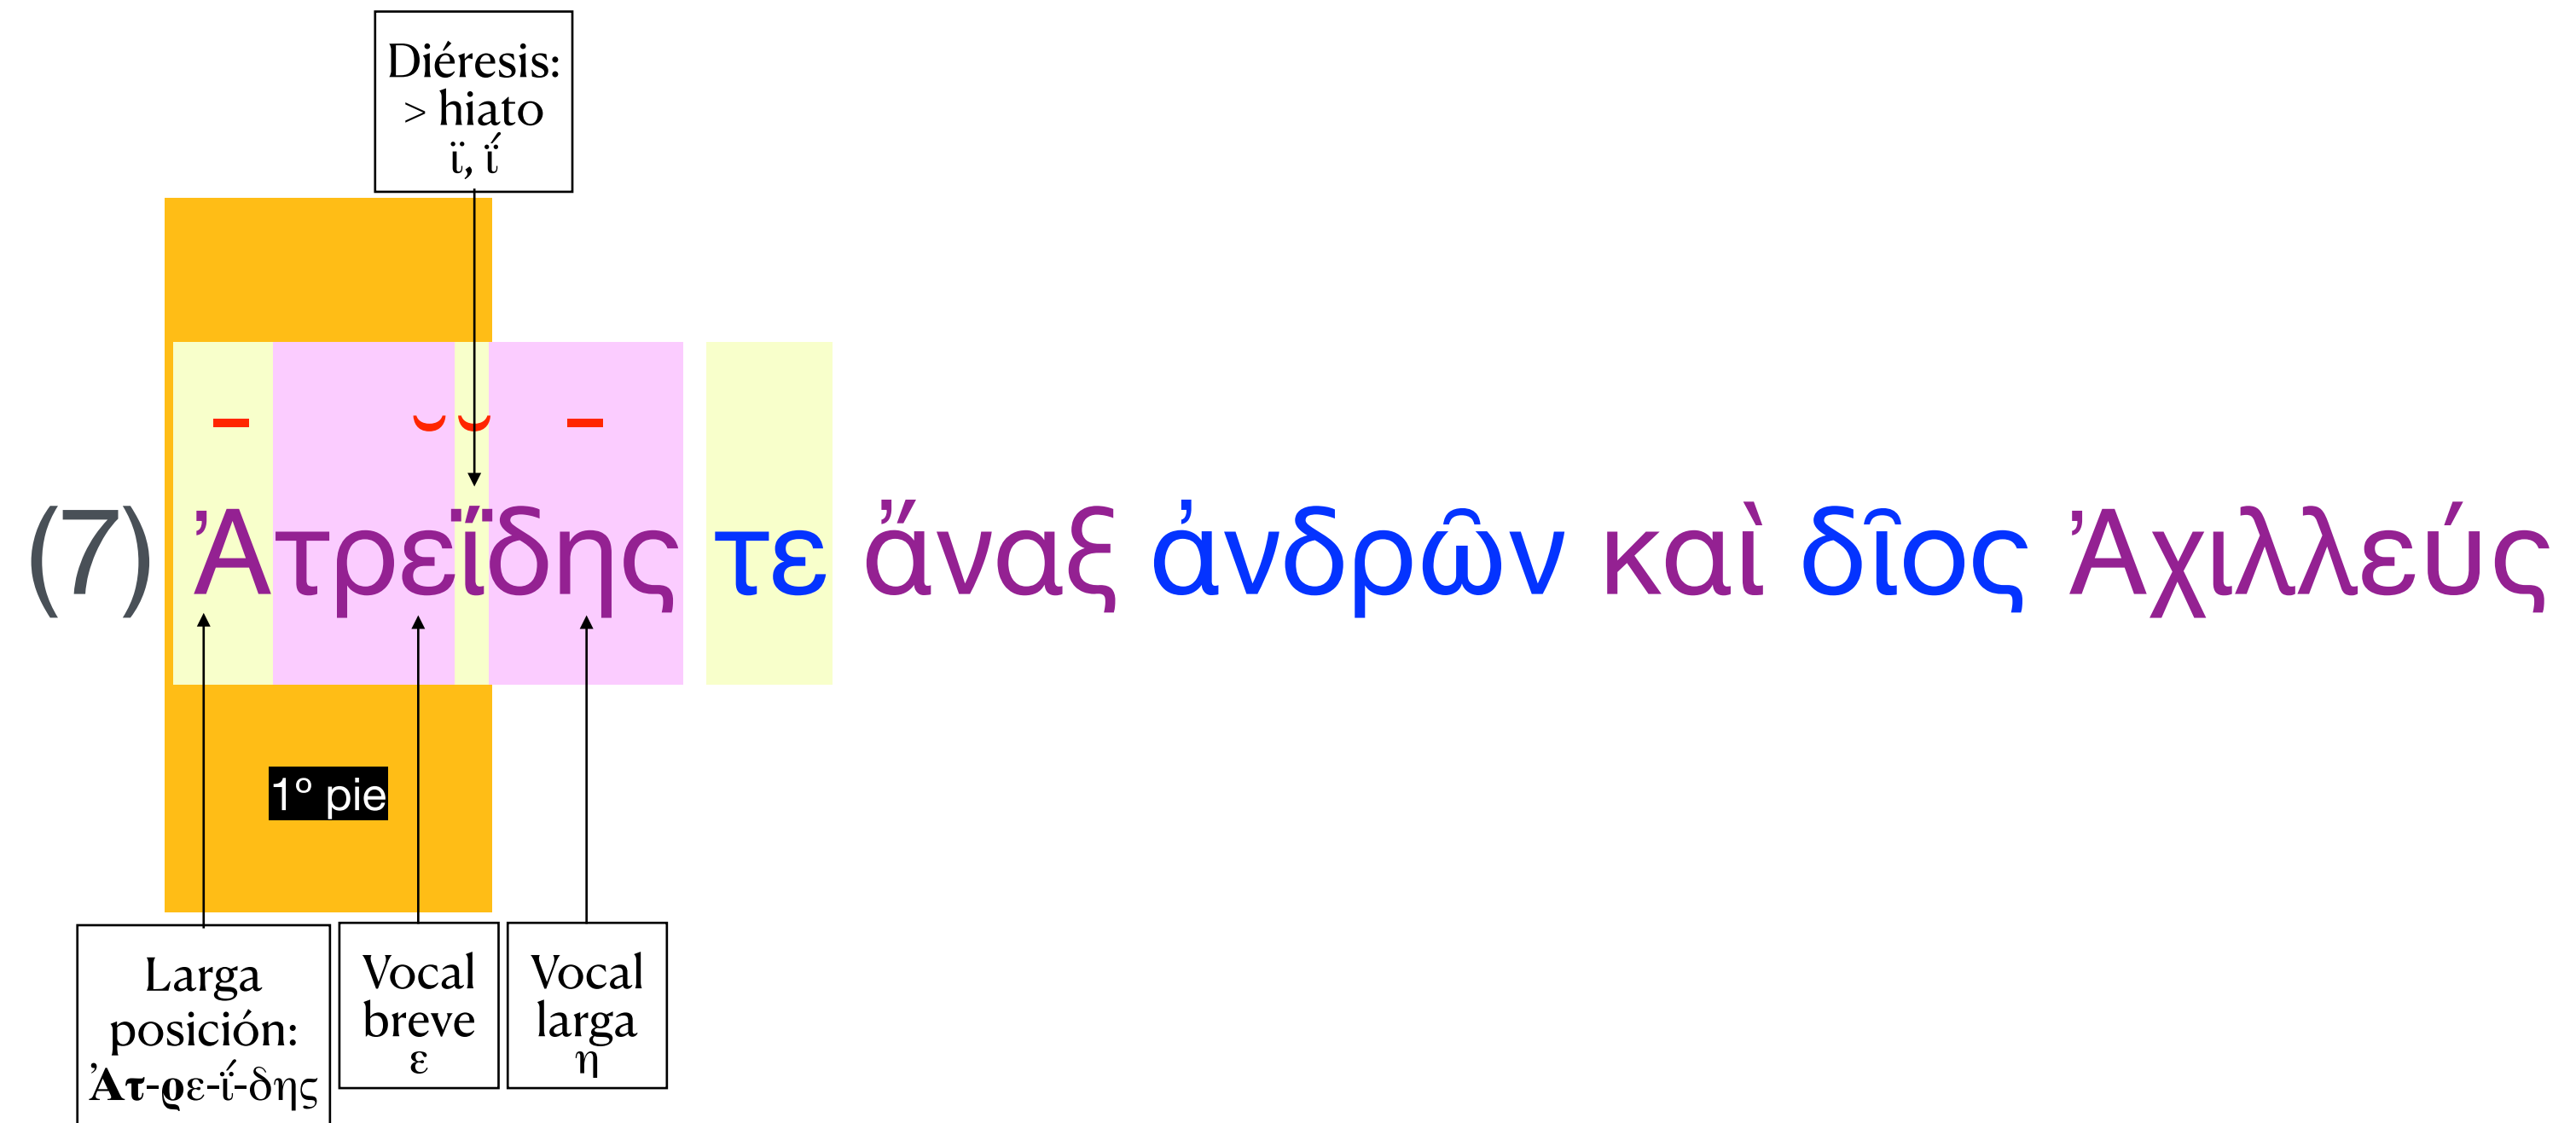 Diéresis:
> hiato
ϊ, ΐ
– ⏑ ⏑ –
(7) Ἀτρεΐδης τε ἄναξ ἀνδρῶν καὶ δῖος Ἀχιλλεύς
1º pie
Larga
posición:
Ἀτ-ρε-ΐ-δης
Vocal
breve
ε
Vocal
larga
η